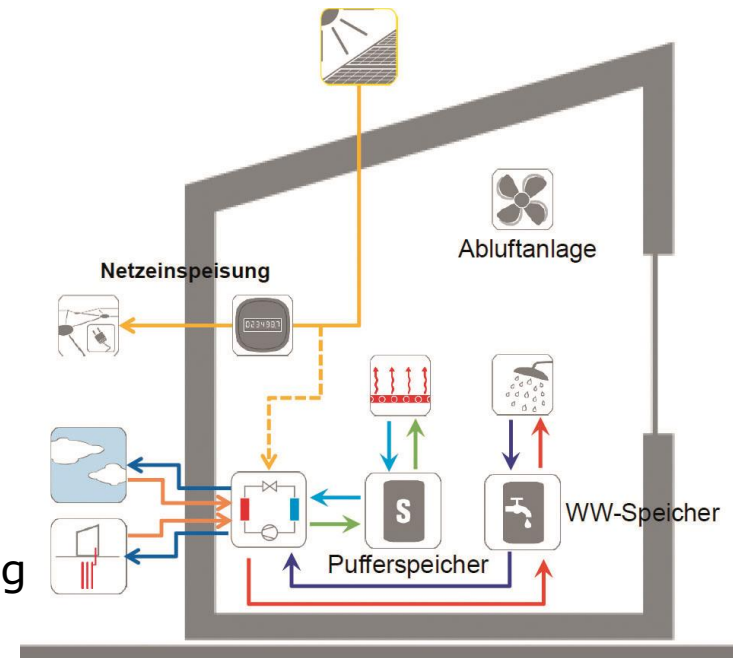 Abluftanlage
Netzeinspeisung
0234987
S
WW-Speicher
Pufferspeicher
g